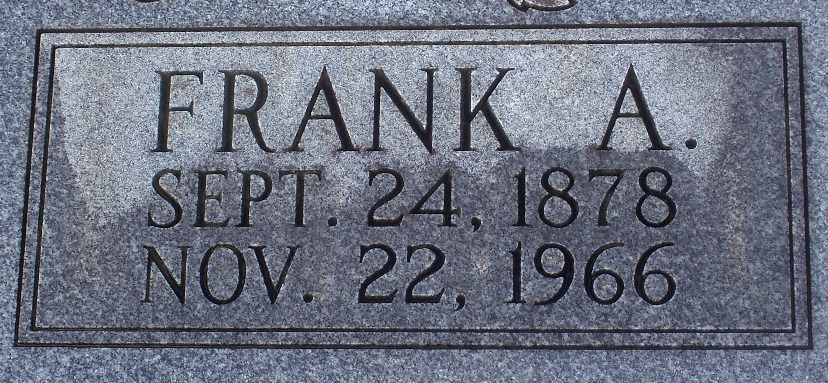 FRANK A.
SEPT. 24, 1878
NOV. 22, 1966